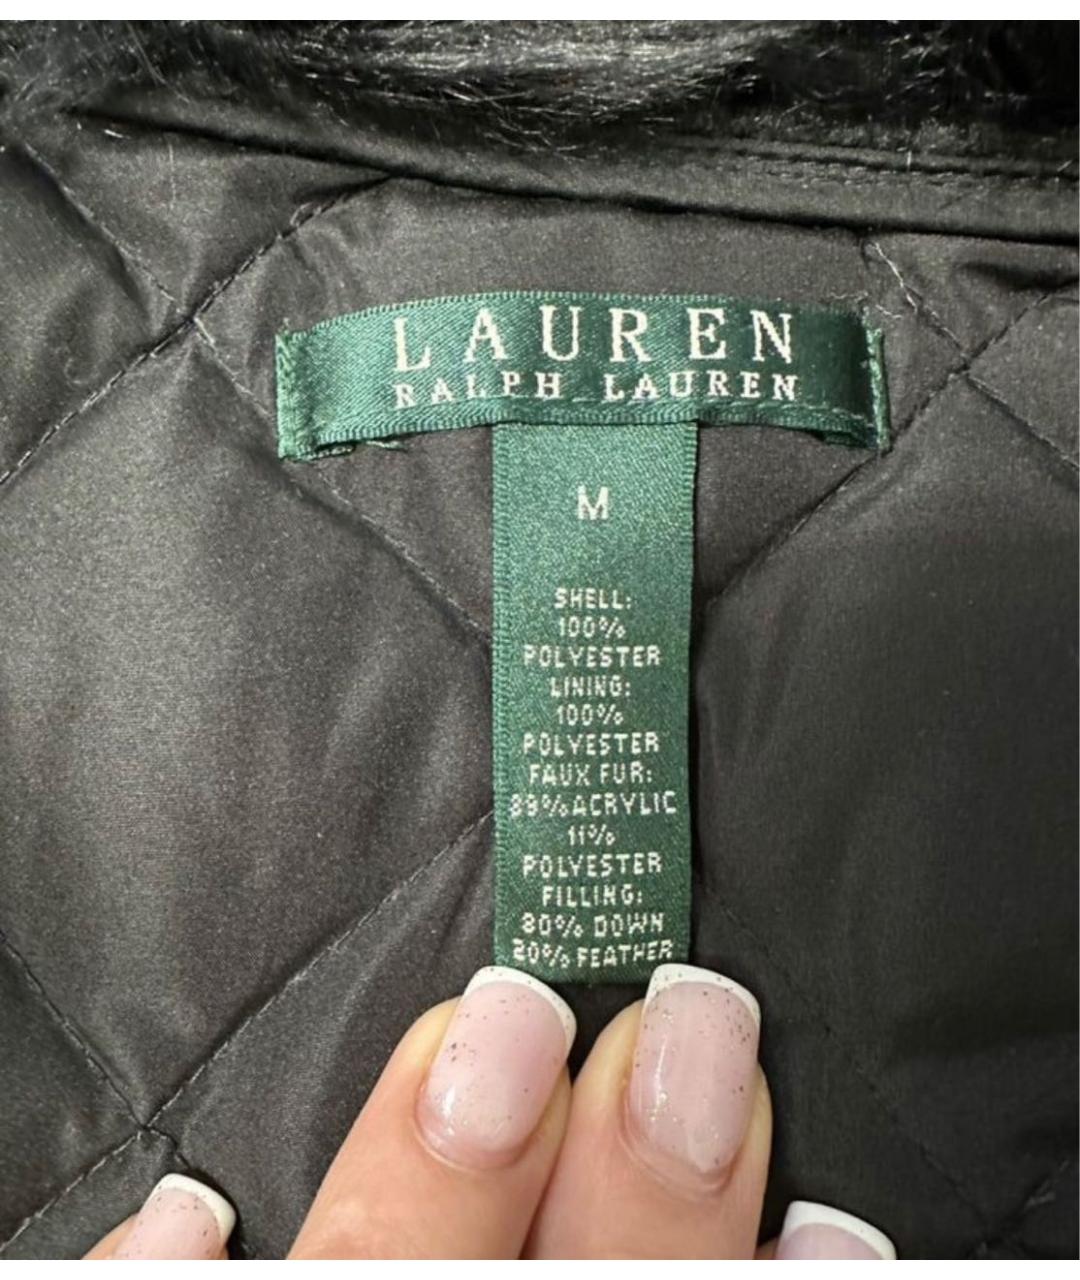 LAUREN
RALPH LAUREN
M
SHELL:
100%
POLYESTER
LINING:
100%
POLYESTER
FAUX FUR:
89%ACRYLIC
11%
POLYESTER
FILLING:
80% DOWN
20% FEATHER